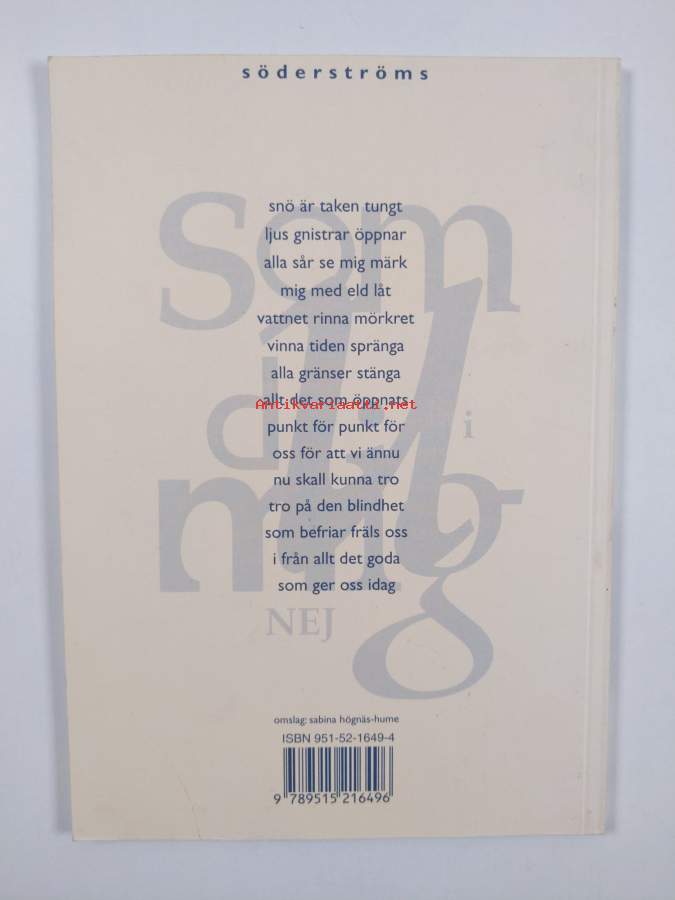 söderströms
snö är taken tungt
ljus gnistrar öppnar
alla sår se mig märk
mig med eld låt
vattnet rinna mörkret
vinna tiden spränga
alla gränser stänga
allt det som öppnats
Antikvariaatti.net
punkt för punkt för
oss för att vi ännu
nu skall kunna tro
tro på den blindhet
som befriar fräls oss
i från allt det goda
som ger oss idag
Som
i
mig
NEJ
omslag: sabina högnäs-hume
ISBN 951-52-1649-4
9 789515 216496